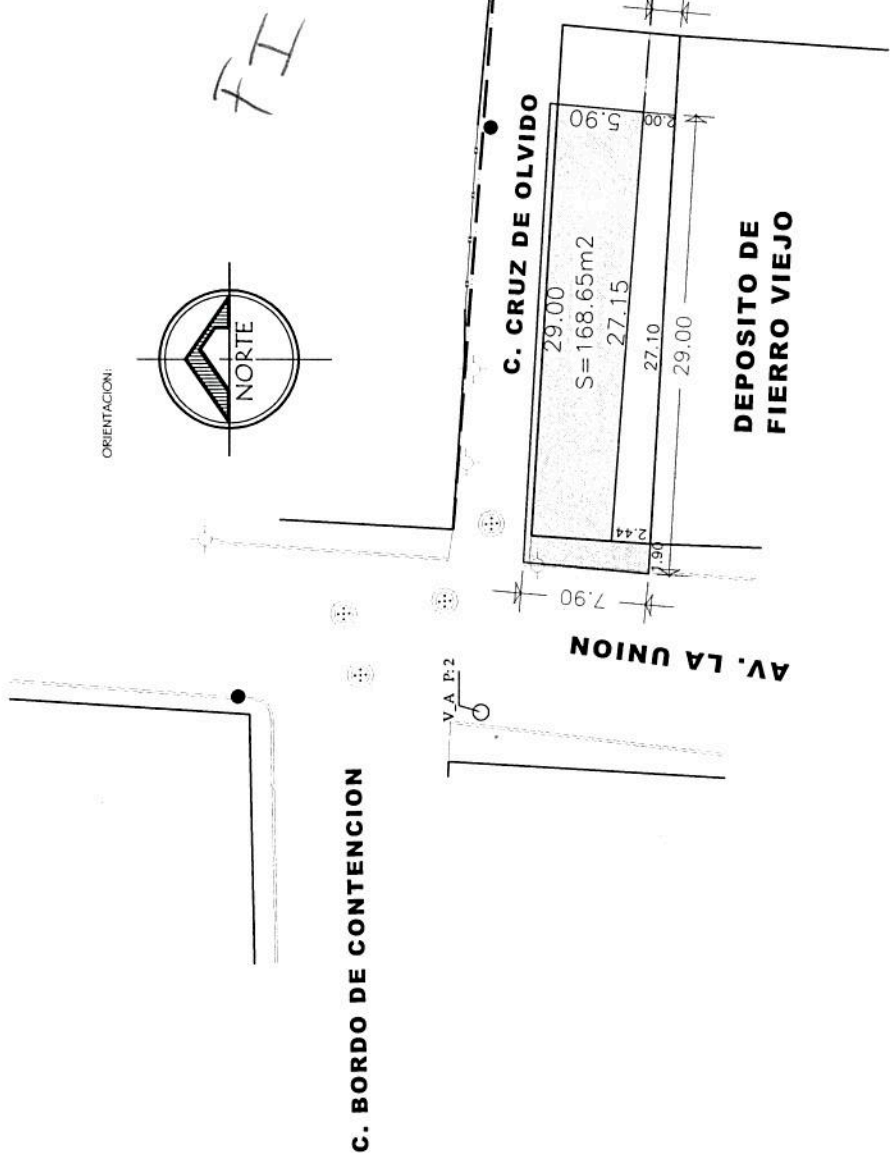 FI
ORIENTACION:
NORTE
C. CRUZ DE OLVIDO
29.00
S=168.65m2
27.15
5.90
2.00
27.10
29.00
2.44
1.90
7.90
DEPOSITO DE
FIERRO VIEJO
AV. LA UNION
V_A P:2
C. BORDO DE CONTENCION